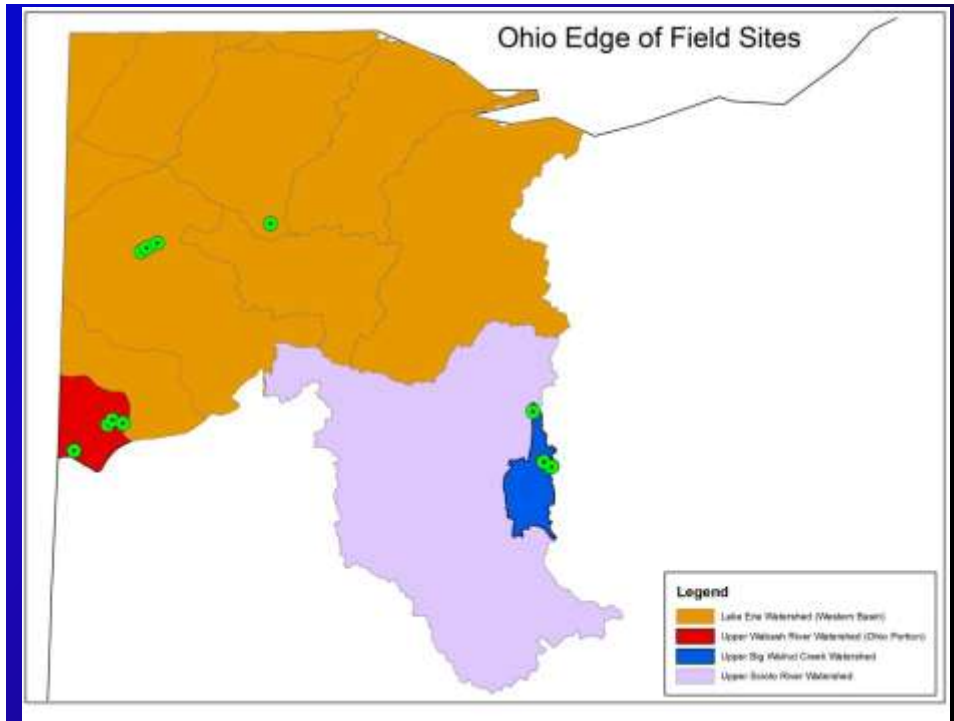 Ohio Edge of Field Sites
Legend
Lake Erie Watershed (Western Basin)
Upper Wabash River Watershed (Ohio Portion)
Upper Big Walnut Creek Watershed
Upper Scioto River Watershed